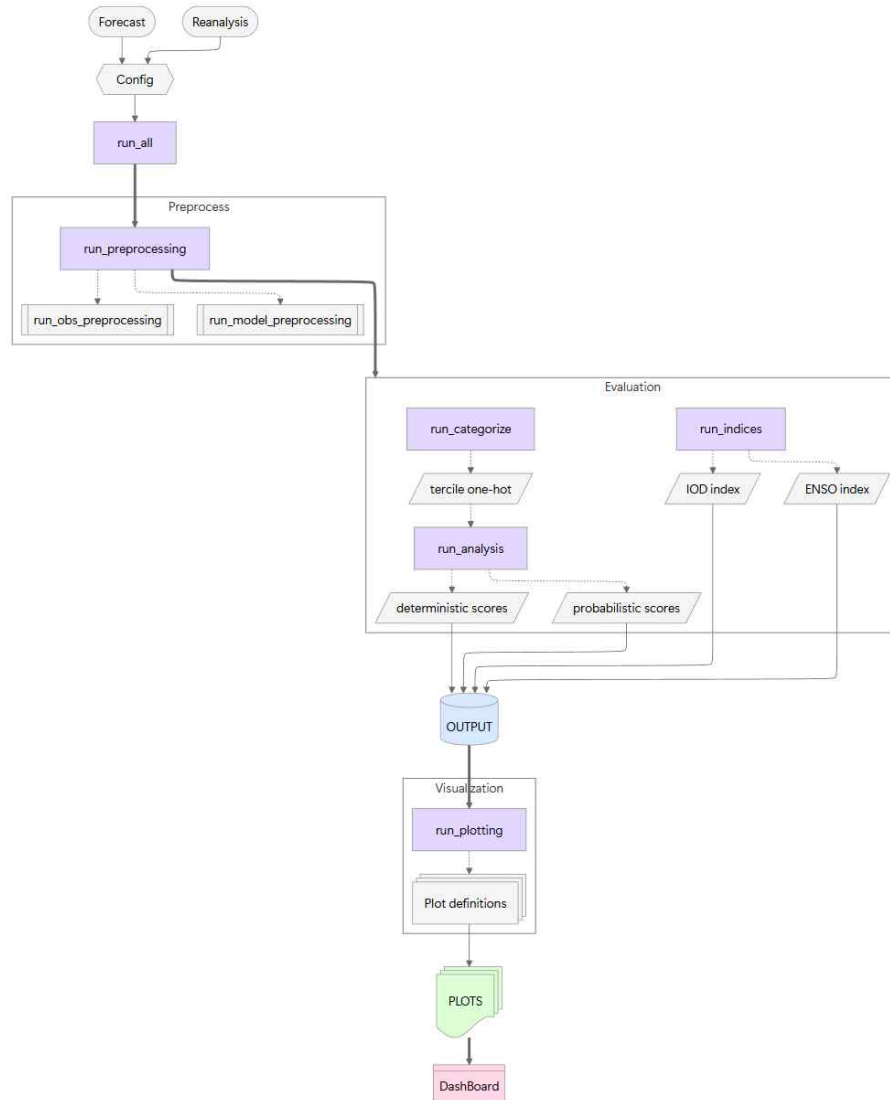 Forecast
Reanalysis
Config
run_all
Preprocess
run_preprocessing
run_obs_preprocessing
run_model_preprocessing
Evaluation
run_categorize
run_indices
tercile one-hot
IOD index
ENSO index
run_analysis
deterministic scores
probabilistic scores
OUTPUT
Visualization
run_plotting
Plot definitions
PLOTS
DashBoard